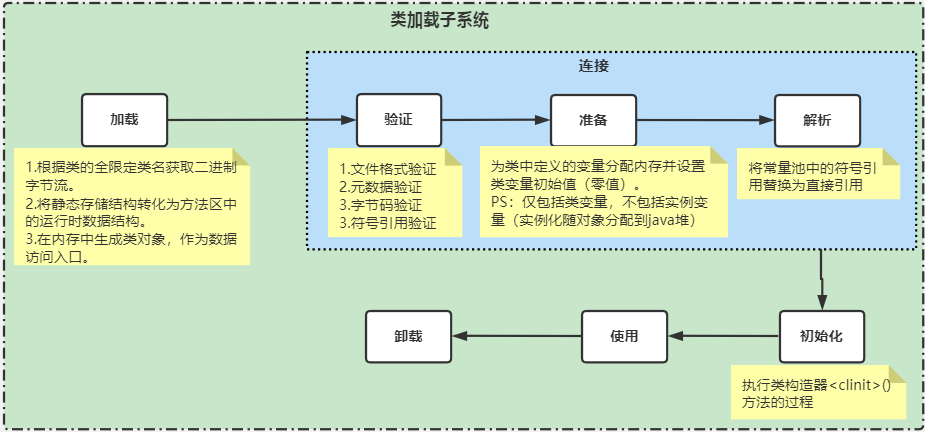 类加载子系统
连接
加载
验证
准备
解析
1.根据类的全限定类名获取二进制
字节流。
2.将静态存储结构转化为方法区中
的运行时数据结构。
3.在内存中生成类对象，作为数据
访问入口。
1.文件格式验证
2.元数据验证
3.字节码验证
3.符号引用验证
为类中定义的变量分配内存并设置
类变量初始值（零值）。
PS：仅包括类变量，不包括实例变
量（实例化随对象分配到java堆）
将常量池中的符号引
用替换为直接引用
卸载
使用
初始化
执行类构造器<clinit>()
方法的过程